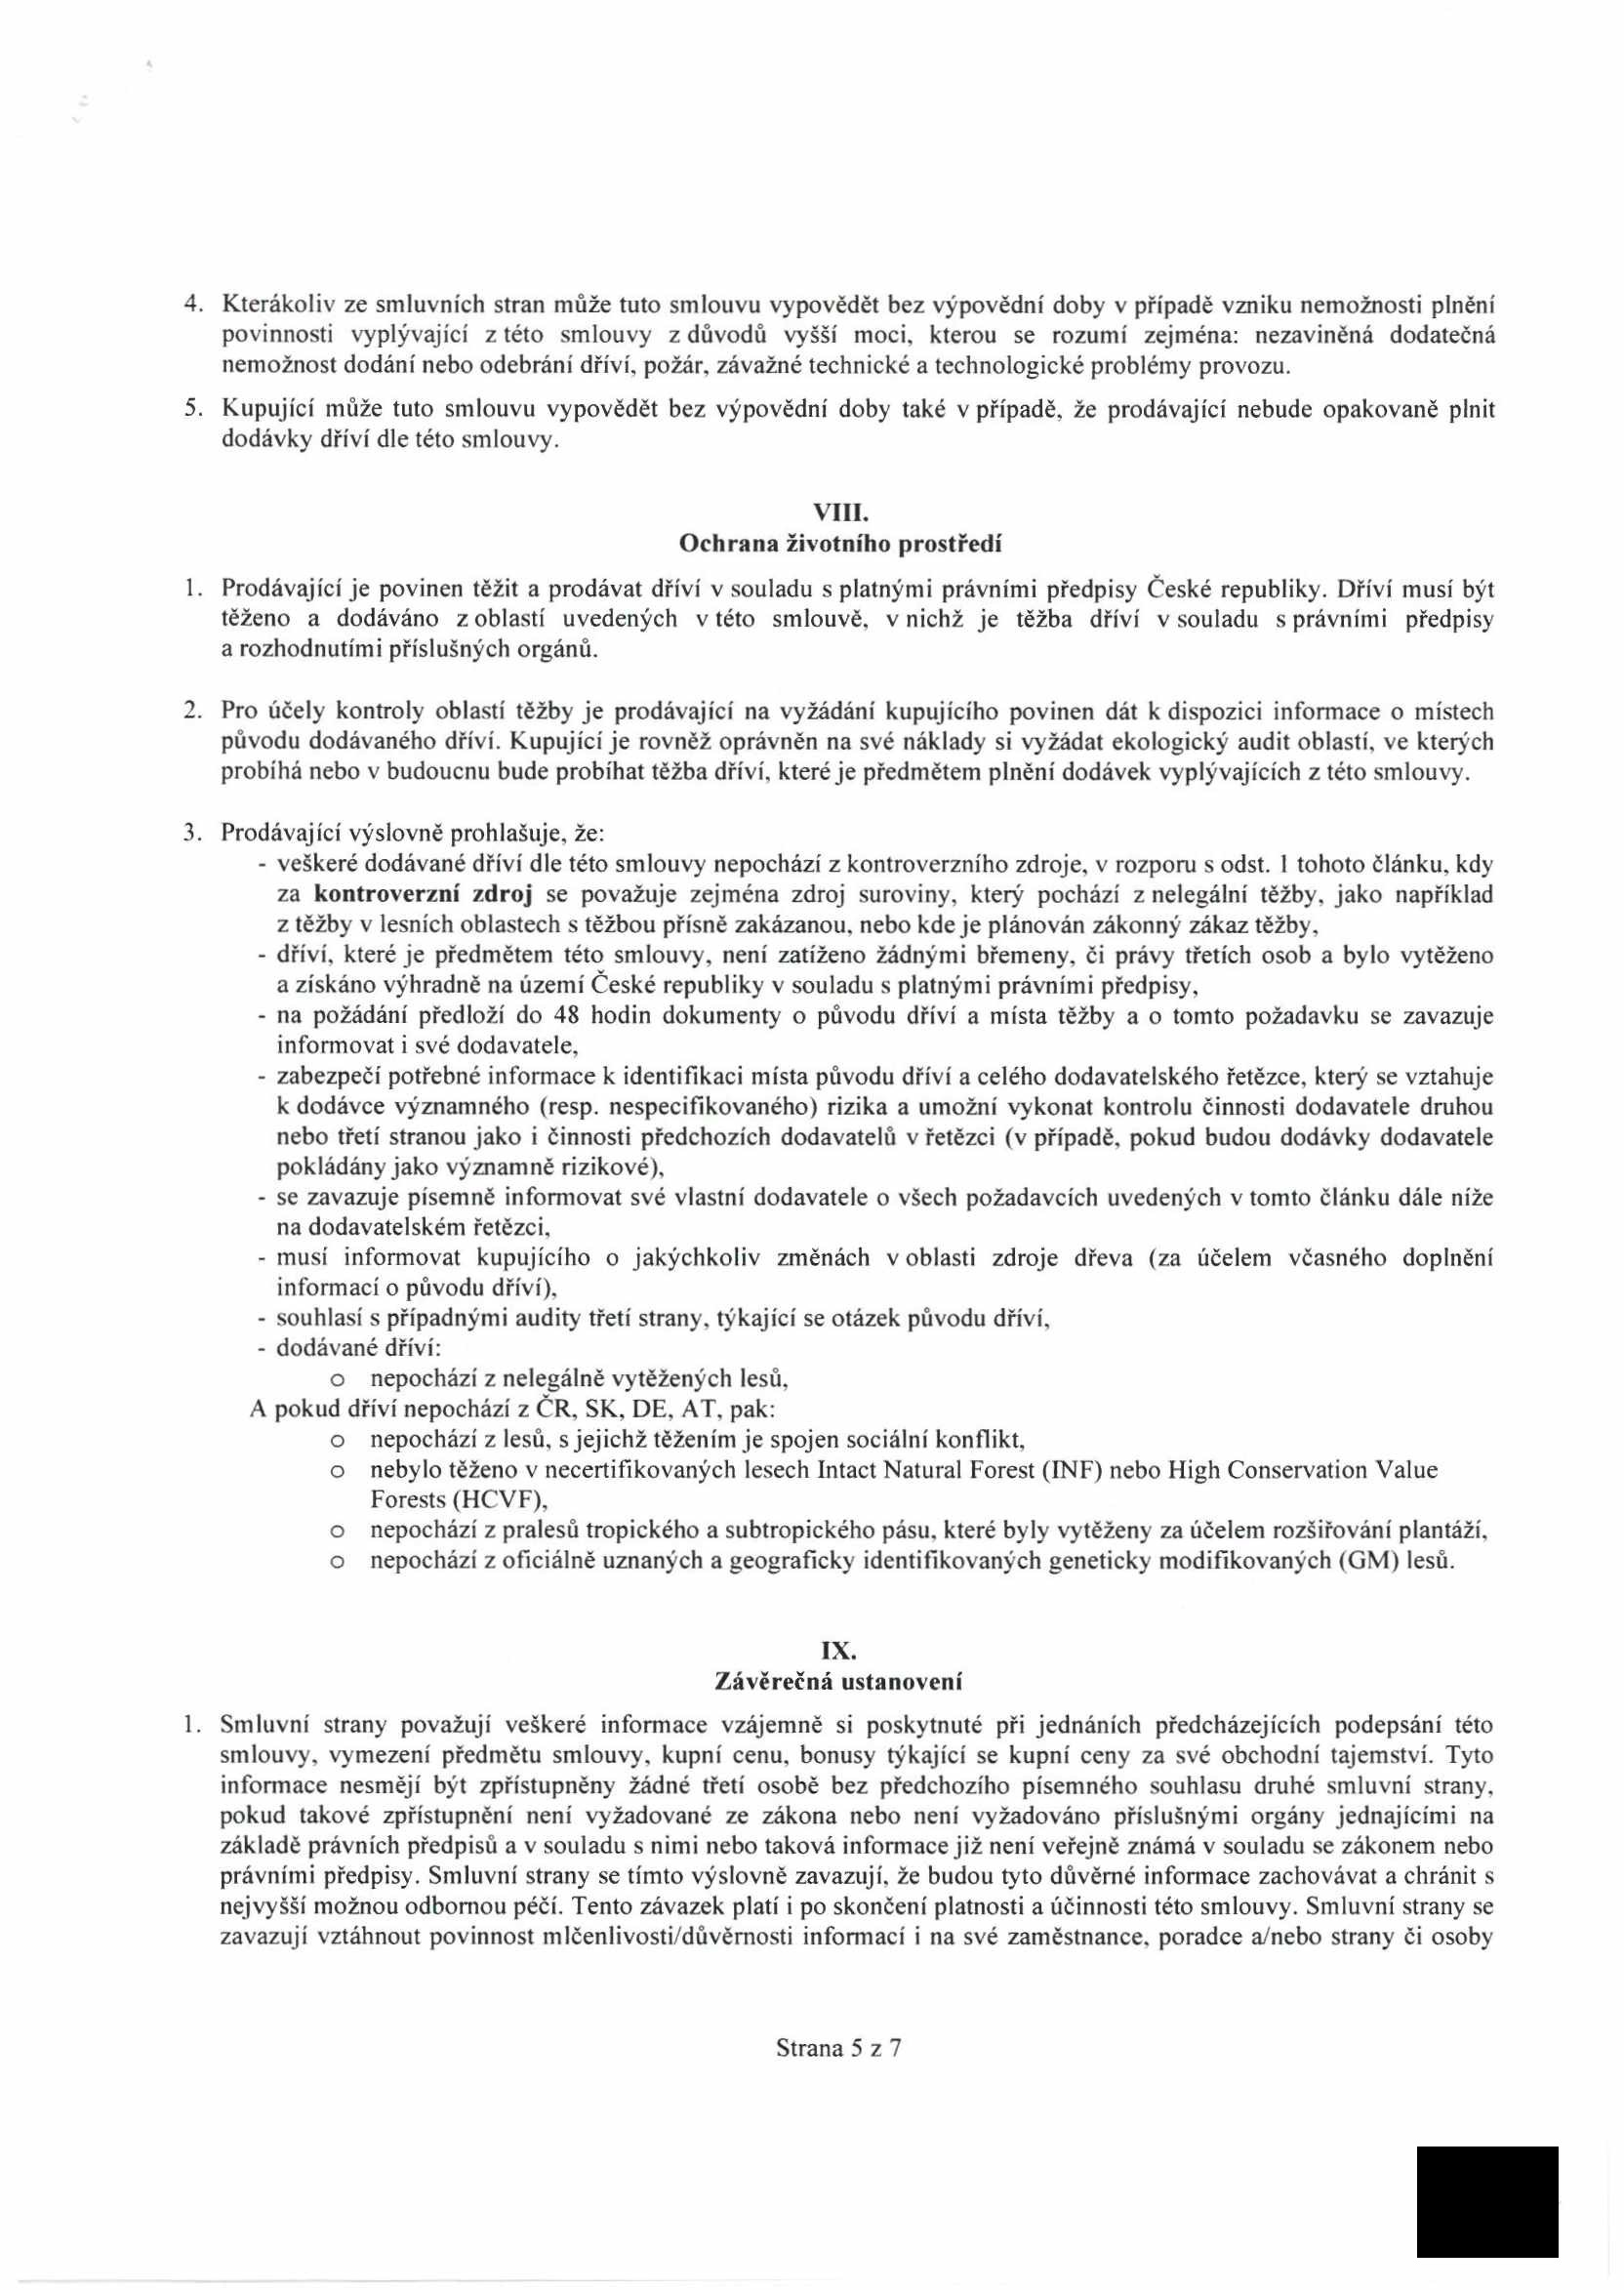 4. Kterákoliv ze smluvních stran může tuto smlouvu vypovědět bez výpovědní doby v případě vzniku nemožnosti plnění
povinnosti vyplývající z této smlouvy z důvodů vyšší moci, kterou se rozumí zejména: nezaviněná dodatečná
nemožnost dodání nebo odebrání dříví, požár, závažné technické a technologické problémy provozu.
5. Kupující může tuto smlouvu vypovědět bez výpovědní doby také v případě, že prodávající nebude opakovaně plnit
dodávky dříví dle této smlouvy.
VIII.
Ochrana životního prostředí
1. Prodávající je povinen těžit a prodávat dříví v souladu s platnými právními předpisy České republiky. Dříví musí být
těženo a dodáváno z oblastí uvedených v této smlouvě, v nichž je těžba dříví v souladu s právními předpisy
a rozhodnutími příslušných orgánů.
2. Pro účely kontroly oblastí těžby je prodávající na vyžádání kupujícího povinen dát k dispozici informace o místech
původu dodávaného dříví. Kupující je rovněž oprávněn na své náklady si vyžádat ekologický audit oblastí, ve kterých
probíhá nebo v budoucnu bude probíhat těžba dříví, které je předmětem plnění dodávek vyplývajících z této smlouvy.
3. Prodávající výslovně prohlašuje, že:
- veškeré dodávané dříví dle této smlouvy nepochází z kontroverzního zdroje, v rozporu s odst. 1 tohoto článku, kdy
za kontroverzní zdroj se považuje zejména zdroj suroviny, který pochází z nelegální těžby, jako například
z těžby v lesních oblastech s těžbou přísně zakázanou, nebo kde je plánován zákonný zákaz těžby,
- dříví, které je předmětem této smlouvy, není zatíženo žádnými břemeny, či právy třetích osob a bylo vytěženo
a získáno výhradně na území České republiky v souladu s platnými právními předpisy,
- na požádání předloží do 48 hodin dokumenty o původu dříví a místa těžby a o tomto požadavku se zavazuje
informovat i své dodavatele,
- zabezpečí potřebné informace k identifikaci místa původu dříví a celého dodavatelského řetězce, který se vztahuje
k dodávce významného (resp. nespecifikovaného) rizika a umožní vykonat kontrolu činnosti dodavatele druhou
nebo třetí stranou jako i činnosti předchozích dodavatelů v řetězci (v případě, pokud budou dodávky dodavatele
pokládány jako významně rizikové),
- se zavazuje písemně informovat své vlastní dodavatele o všech požadavcích uvedených v tomto článku dále níže
na dodavatelském řetězci,
- musí informovat kupujícího o jakýchkoliv změnách v oblasti zdroje dřeva (za účelem včasného doplnění
informací o původu dříví),
- souhlasí s případnými audity třetí strany, týkající se otázek původu dříví,
- dodávané dříví:
o nepochází z nelegálně vytěžených lesů,
A pokud dříví nepochází z ČR, SK, DE, AT, pak:
o nepochází z lesů, s jejichž těžením je spojen sociální konflikt,
o nebylo těženo v necertifikovaných lesech Intact Natural Forest (INF) nebo High Conservation Value
Forests (HCVF),
o nepochází z pralesů tropického a subtropického pásu, které byly vytěženy za účelem rozšiřování plantáží,
o nepochází z oficiálně uznaných a geograficky identifikovaných geneticky modifikovaných (GM) lesů.
IX.
Závěrečná ustanovení
1. Smluvní strany považují veškeré informace vzájemně si poskytnuté při jednáních předcházejících podepsání této
smlouvy, vymezení předmětu smlouvy, kupní cenu, bonusy týkající se kupní ceny za své obchodní tajemství. Tyto
informace nesmějí být zpřístupněny žádné třetí osobě bez předchozího písemného souhlasu druhé smluvní strany,
pokud takové zpřístupnění není vyžadované ze zákona nebo není vyžadováno příslušnými orgány jednajícími na
základě právních předpisů a v souladu s nimi nebo taková informace již není veřejně známá v souladu se zákonem nebo
právními předpisy. Smluvní strany se tímto výslovně zavazují, že budou tyto důvěrné informace zachovávat a chránit s
nejvyšší možnou odbornou péčí. Tento závazek platí i po skončení platnosti a účinnosti této smlouvy. Smluvní strany se
zavazují vztáhnout povinnost mlčenlivosti/důvěrnosti informací i na své zaměstnance, poradce a/nebo strany či osoby
Strana 5 z 7